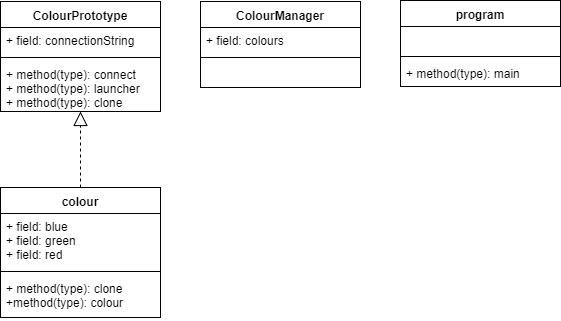 ColourPrototype
+ field: connectionString
+ method(type): connect
+ method(type): launcher
+ method(type): clone
ColourManager
+ field: colours
program
+ method(type): main
colour
+ field: blue
+ field: green
+ field: red
+ method(type): clone
+method(type): colour